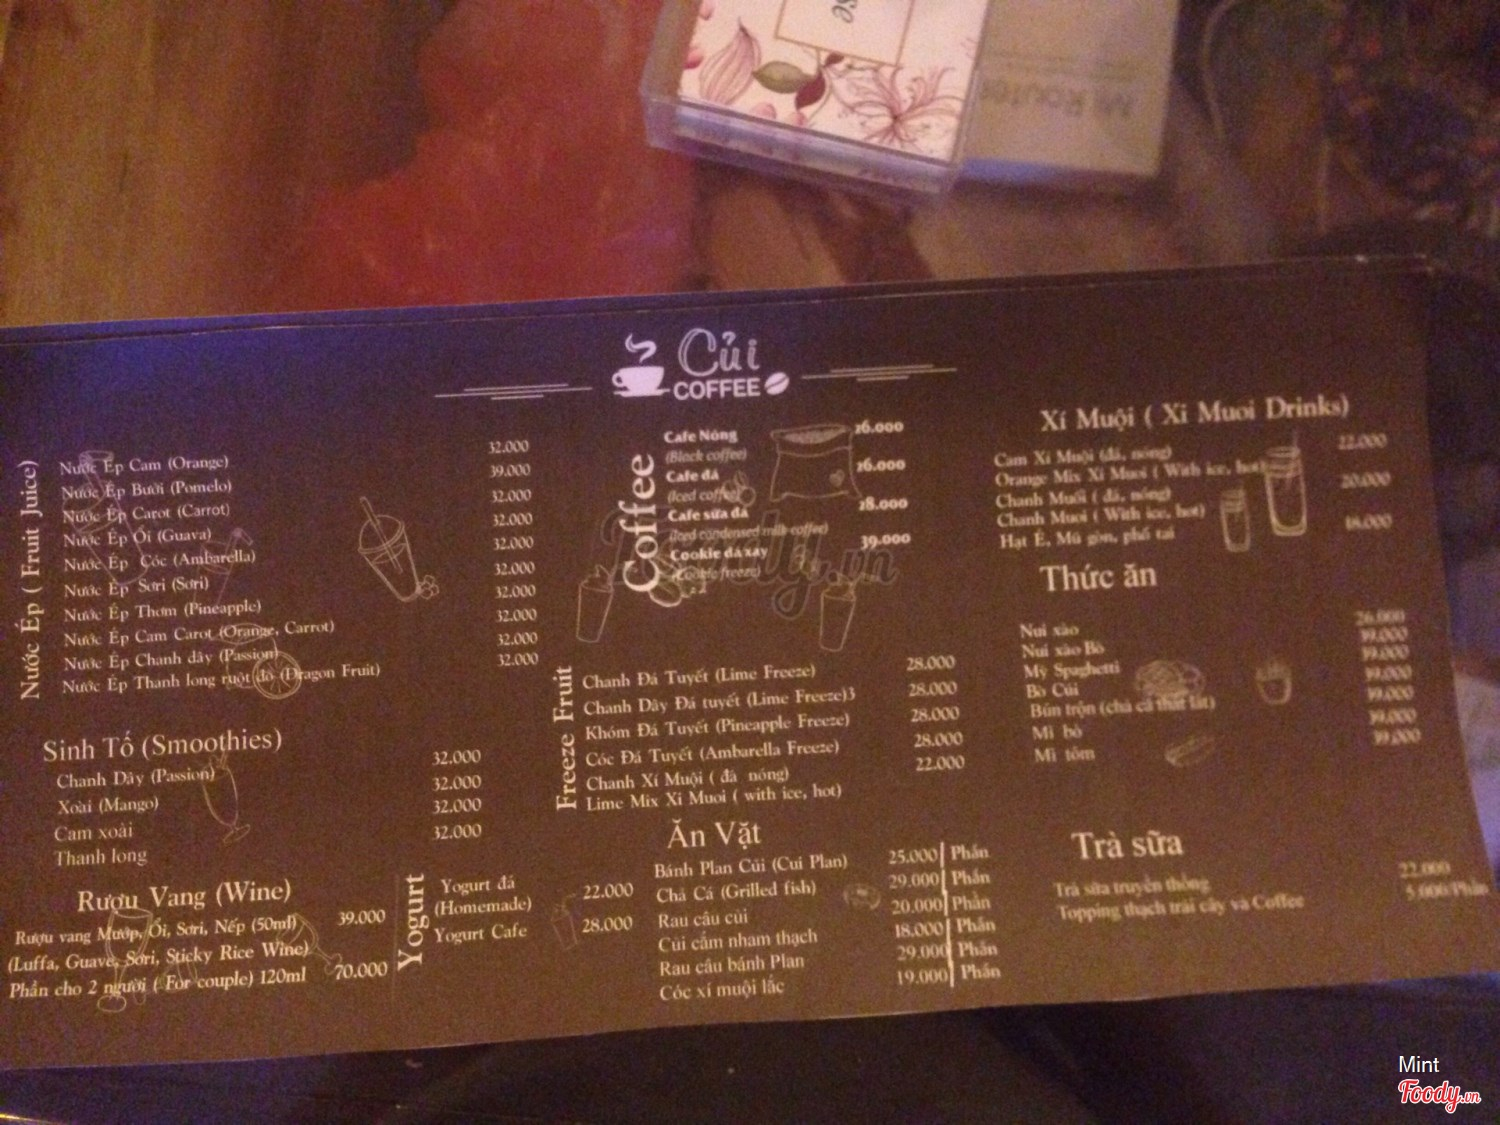 Mi Router
Củi
COFFEE
Nước Ép ( Fruit Juice)
Nước Ép Cam (Orange) 32.000
Nước Ép Bưởi (Pomelo) 39.000
Nước Ép Carot (Carrot) 32.000
Nước Ép Ổi (Guava) 32.000
Nước Ép Cóc (Ambarella) 32.000
Nước Ép Sơri (Sơri) 32.000
Nước Ép Thơm (Pineapple) 32.000
Nước Ép Cam Carot (Orange, Carrot) 32.000
Nước Ép Chanh dây (Passion) 32.000
Nước Ép Thanh long ruột đỏ (Dragon Fruit) 32.000
Sinh Tố (Smoothies)
Chanh Dây (Passion) 32.000
Xoài (Mango) 32.000
Cam xoài 32.000
Thanh long 32.000
Rượu Vang (Wine)
Rượu vang Mướp, Ổi, Sơri, Nếp (50ml) 39.000
(Luffa, Guave, Sơri, Sticky Rice Wine)
Phần cho 2 người ( For couple) 120ml 70.000
Coffee
Cafe Nóng 26.000
(Black coffee)
Cafe đá 26.000
(Iced coffee)
Cafe sữa đá 28.000
(Iced condensed milk coffee)
Cookie đá xay 39.000
(Cookie freeze)
Freeze Fruit
Chanh Đá Tuyết (Lime Freeze) 28.000
Chanh Dây Đá tuyết (Lime Freeze)3 28.000
Khóm Đá Tuyết (Pineapple Freeze) 28.000
Cóc Đá Tuyết (Ambarella Freeze) 28.000
Chanh Xí Muội ( đá nóng) 22.000
Lime Mix Xi Muoi ( with ice, hot)
Yogurt
Yogurt đá 22.000
(Homemade)
Yogurt Cafe 28.000
Ăn Vặt
Bánh Plan Củi (Cui Plan) 25.000 Phần
Chả Cá (Grilled fish) 29.000 Phần
Rau câu củi 20.000 Phần
Củi cắm nham thạch 18.000 Phần
Rau câu bánh Plan 29.000 Phần
Cóc xí muội lắc 19.000 Phần
Xí Muội ( Xi Muoi Drinks)
Cam Xí Muội (đá, nóng) 22.000
Orange Mix Xi Muoi ( With ice, hot)
Chanh Muối ( đá, nóng) 20.000
Chanh Muoi ( With ice, hot)
Hạt É, Mủ gòn, phổ tai 18.000
Thức ăn
Nui xào 26.000
Nui xào Bò 39.000
Mỳ Spaghetti 39.000
Bò Củi 39.000
Bún trộn (chả cá thát lát) 39.000
Mì bò 39.000
Mì tôm 39.000
Trà sữa
Trà sữa truyền thống 22.000
Topping thạch trái cây và Coffee 5.000/Phần
Mint
Foody.vn